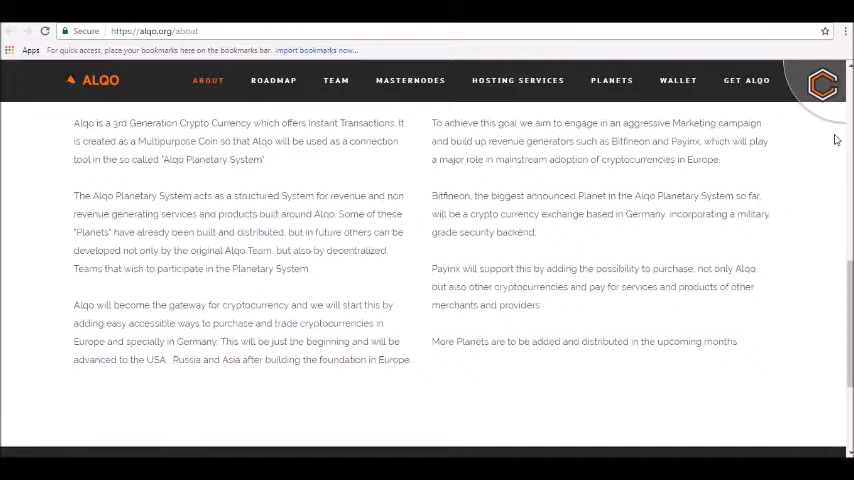 Secure https://alqo.org/about
Apps For quick access, place your bookmarks here on the bookmarks bar. Import bookmarks now...
ALQO ABOUT ROADMAP TEAM MASTERNODES HOSTING SERVICES PLANETS WALLET GET ALQO
Alqo is a 3rd Generation Crypto Currency which offers Instant Transactions. It
is created as a Multipurpose Coin so that Alqo will be used as a connection
tool in the so called "Alqo Planetary System"
The Alqo Planetary System acts as a structured System for revenue and non
revenue generating services and products built around Alqo. Some of these
"Planets" have already been built and distributed, but in future others can be
developed not only by the original Alqo Team, but also by decentralized
Teams that wish to participate in the Planetary System
Alqo will become the gateway for cryptocurrency and we will start this by
adding easy accessible ways to purchase and trade cryptocurrencies in
Europe and specially in Germany. This will be just the beginning and will be
advanced to the USA , Russia and Asia after building the foundation in Europe.
To achieve this goal we aim to engage in an aggressive Marketing campaign
and build up revenue generators such as Bitfineon and Payinx, which will play
a major role in mainstream adoption of cryptocurrencies in Europe.
Bitfineon, the biggest announced Planet in the Alqo Planetary System so far,
will be a crypto currency exchange based in Germany, incorporating a military
grade security backend.
Payinx will support this by adding the possibility to purchase, not only Alqo,
but also other cryptocurrencies and pay for services and products of other
merchants and providers
More Planets are to be added and distributed in the upcoming months